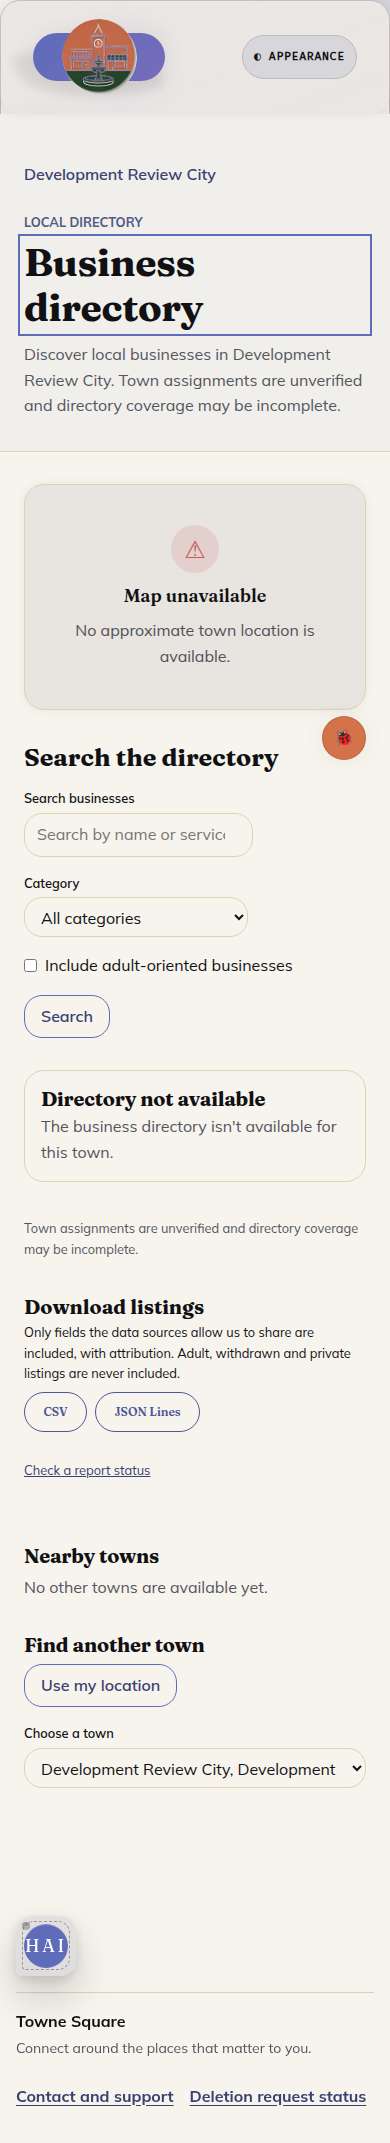 APPEARANCE
Development Review City
LOCAL DIRECTORY
Business
directory
Discover local businesses in Development
Review City. Town assignments are unverified
and directory coverage may be incomplete.
Map unavailable
No approximate town location is
available.
Search the directory
Search businesses
Search by name or servic
Category
All categories
Include adult-oriented businesses
Search
Directory not available
The business directory isn't available for
this town.
Town assignments are unverified and directory coverage
may be incomplete.
Download listings
Only fields the data sources allow us to share are
included, with attribution. Adult, withdrawn and private
listings are never included.
CSV JSON Lines
Check a report status
Nearby towns
No other towns are available yet.
Find another town
Use my location
Choose a town
Development Review City, Development
HAI
Towne Square
Connect around the places that matter to you.
Contact and support Deletion request status